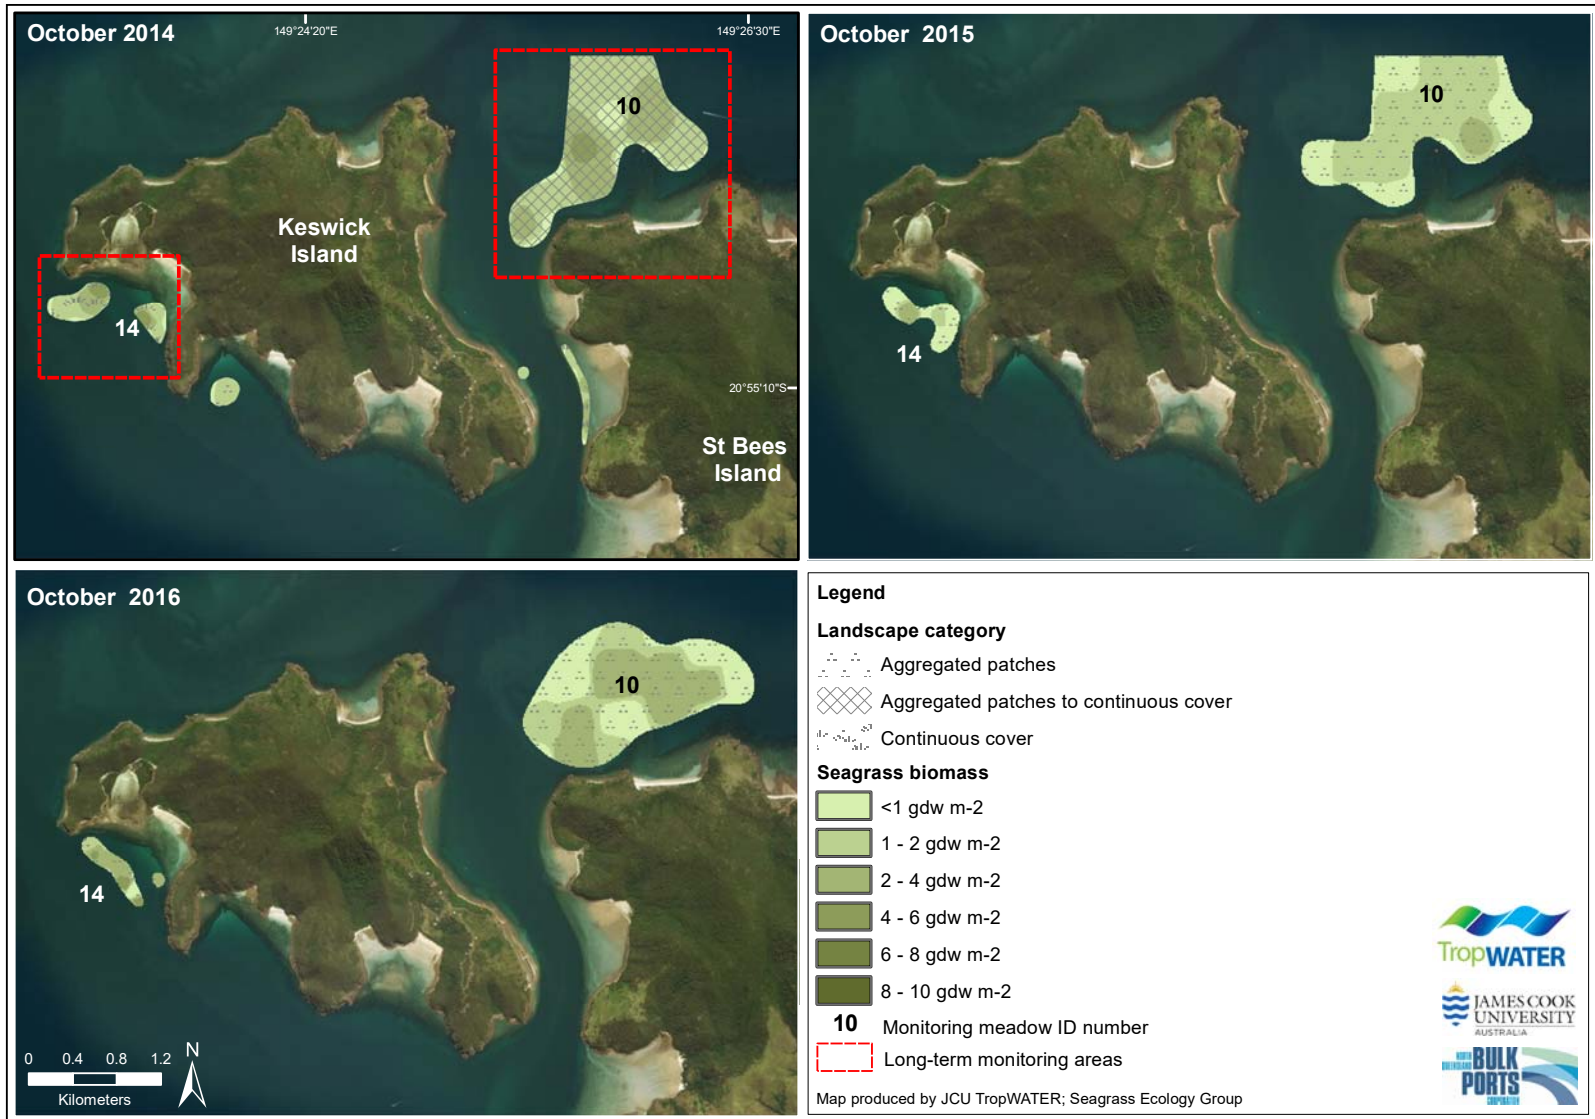 October 2014
149°24'20"E
149°26'30"E
10
Keswick
Island
14
20°55'10"S
St Bees
Island
October 2015
10
14
October 2016
10
14
0 0.4 0.8 1.2
Kilometers
N
Legend
Landscape category
Aggregated patches
Aggregated patches to continuous cover
Continuous cover
Seagrass biomass
<1 gdw m-2
1 - 2 gdw m-2
2 - 4 gdw m-2
4 - 6 gdw m-2
6 - 8 gdw m-2
8 - 10 gdw m-2
10 Monitoring meadow ID number
Long-term monitoring areas
Map produced by JCU TropWATER; Seagrass Ecology Group
TropWATER
JAMES COOK
UNIVERSITY
AUSTRALIA
NORTH
QUEENSLAND
BULK
PORTS
CORPORATION